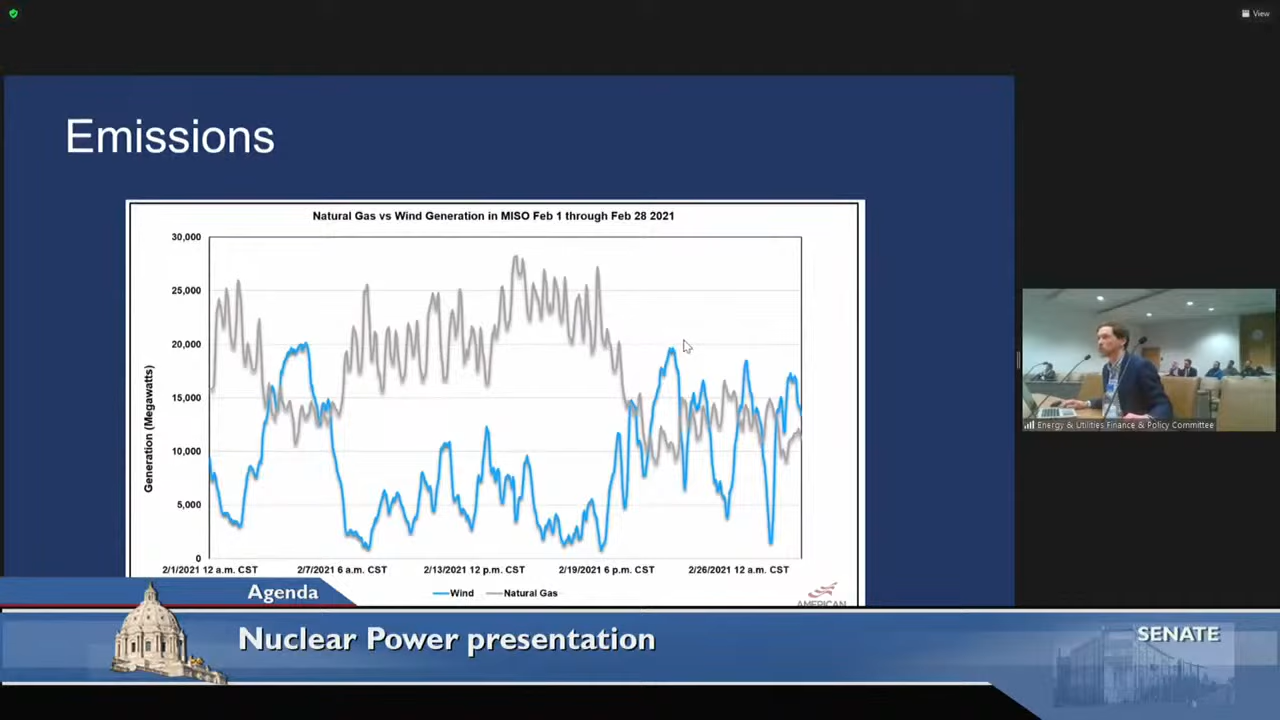 View
Emissions
Natural Gas vs Wind Generation in MISO Feb 1 through Feb 28 2021
30,000
25,000
20,000
15,000
10,000
5,000
0
Generation (Megawatts)
2/1/2021 12 a.m. CST 2/7/2021 6 a.m. CST 2/13/2021 12 p.m. CST 2/19/2021 6 p.m. CST 2/26/2021 12 a.m. CST
Wind Natural Gas
AMERICAN
Energy & Utilities Finance & Policy Committee
Agenda
Nuclear Power presentation
SENATE